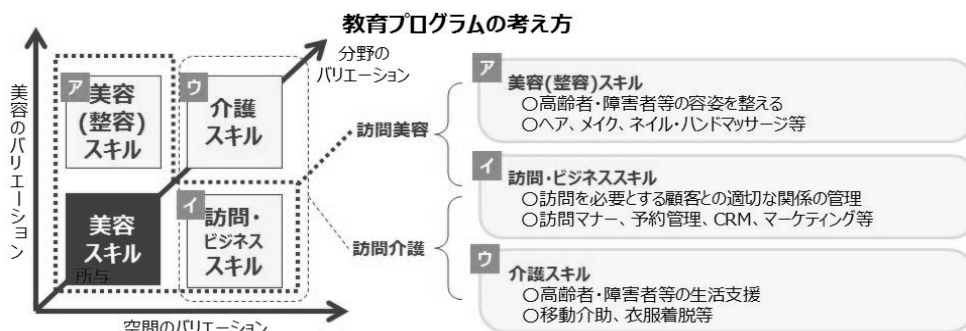 教育プログラムの考え方
分野の
バリエーション
美容のバリエーション
ア
美容
(整容)
スキル
ウ
介護
スキル
美容
スキル
所与
イ
訪問・
ビジネス
スキル
空間のバリエーション
訪問美容
訪問介護
ア
美容(整容)スキル
〇高齢者・障害者等の容姿を整える
〇ヘア、メイク、ネイル・ハンドマッサージ等
イ
訪問・ビジネススキル
〇訪問を必要とする顧客との適切な関係の管理
〇訪問マナー、予約管理、CRM、マーケティング等
ウ
介護スキル
〇高齢者・障害者等の生活支援
〇移動介助、衣服着脱等